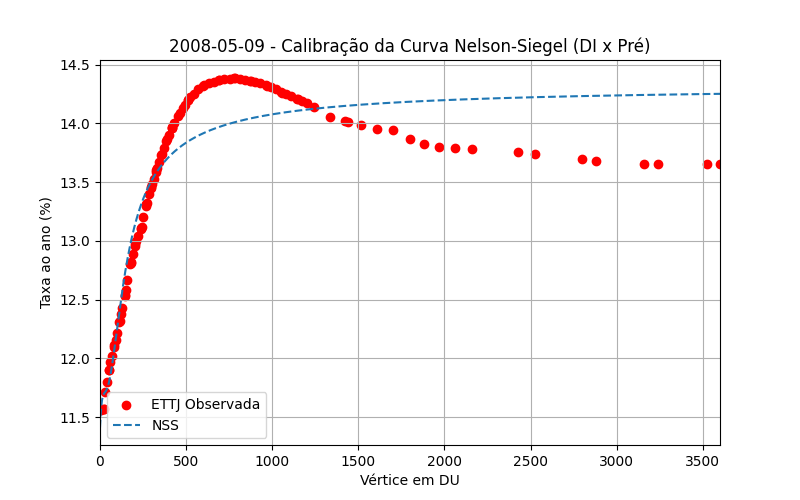 2008-05-09 - Calibração da Curva Nelson-Siegel (DI x Pré)
Taxa ao ano (%)
14.5
14.0
13.5
13.0
12.5
12.0
11.5
ETTJ Observada
NSS
0 500 1000 1500 2000 2500 3000 3500
Vértice em DU